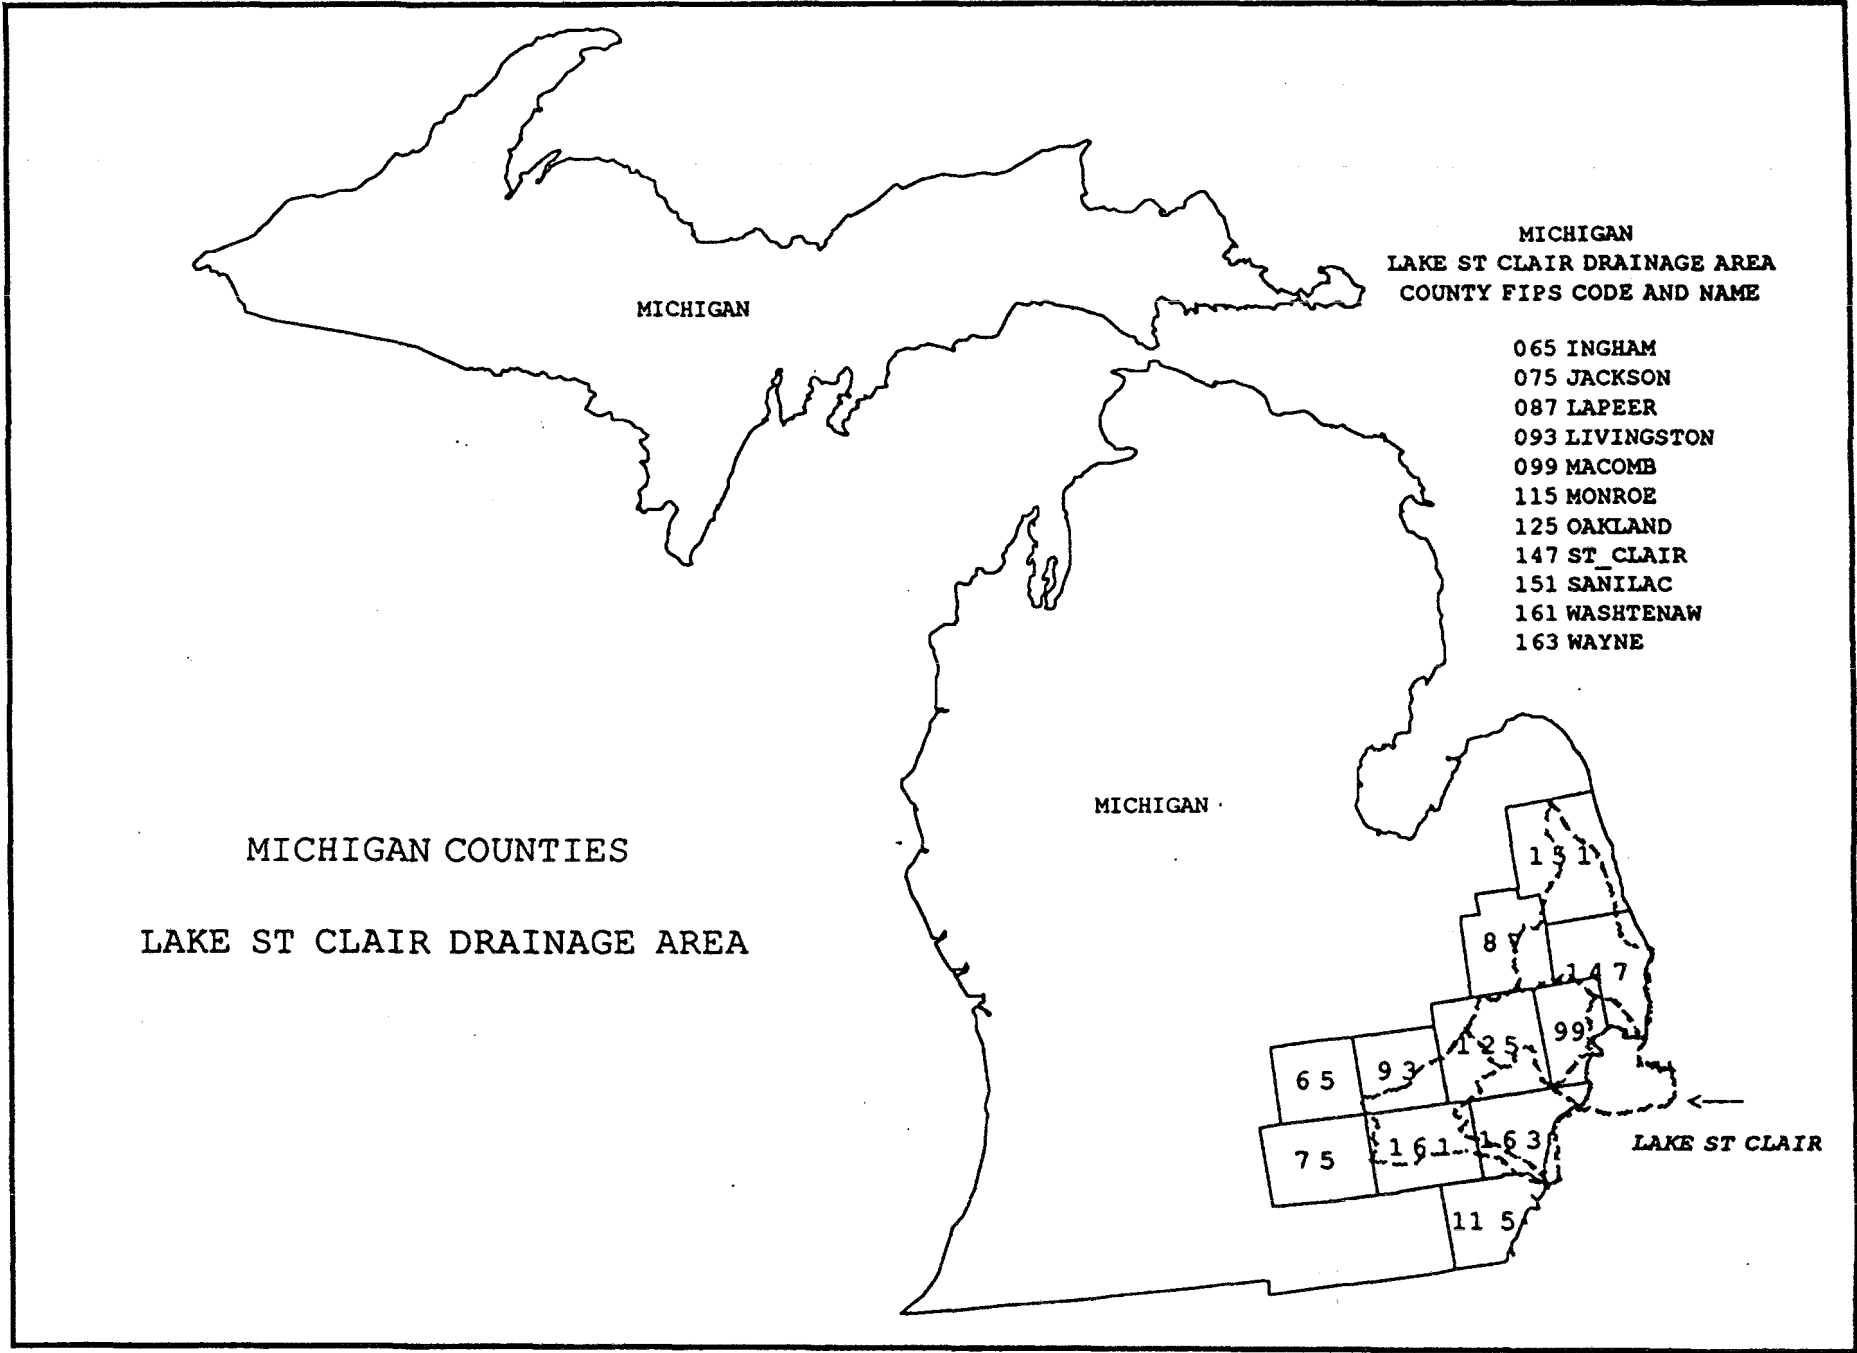 MICHIGAN
LAKE ST CLAIR DRAINAGE AREA
COUNTY FIPS CODE AND NAME
MICHIGAN
065 INGHAM
075 JACKSON
087 LAPEER
093 LIVINGSTON
099 MACOMB
115 MONROE
125 OAKLAND
147 ST_CLAIR
151 SANILAC
161 WASHTENAW
163 WAYNE
MICHIGAN
MICHIGAN COUNTIES
LAKE ST CLAIR DRAINAGE AREA
151
87
147
99
125
93
65
163
161
75
115
LAKE ST CLAIR